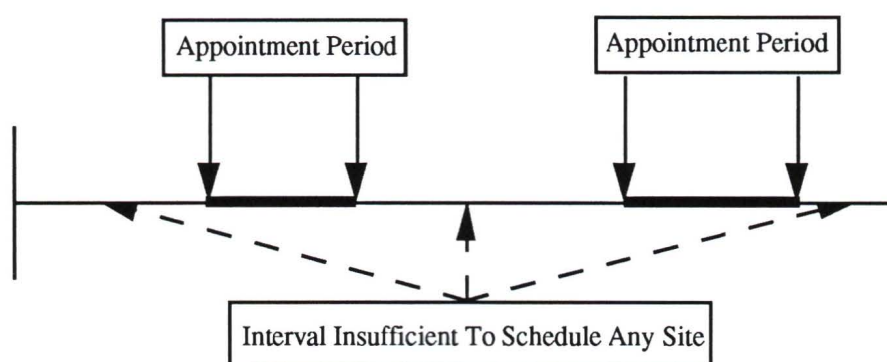 Appointment Period
Appointment Period
Interval Insufficient To Schedule Any Site